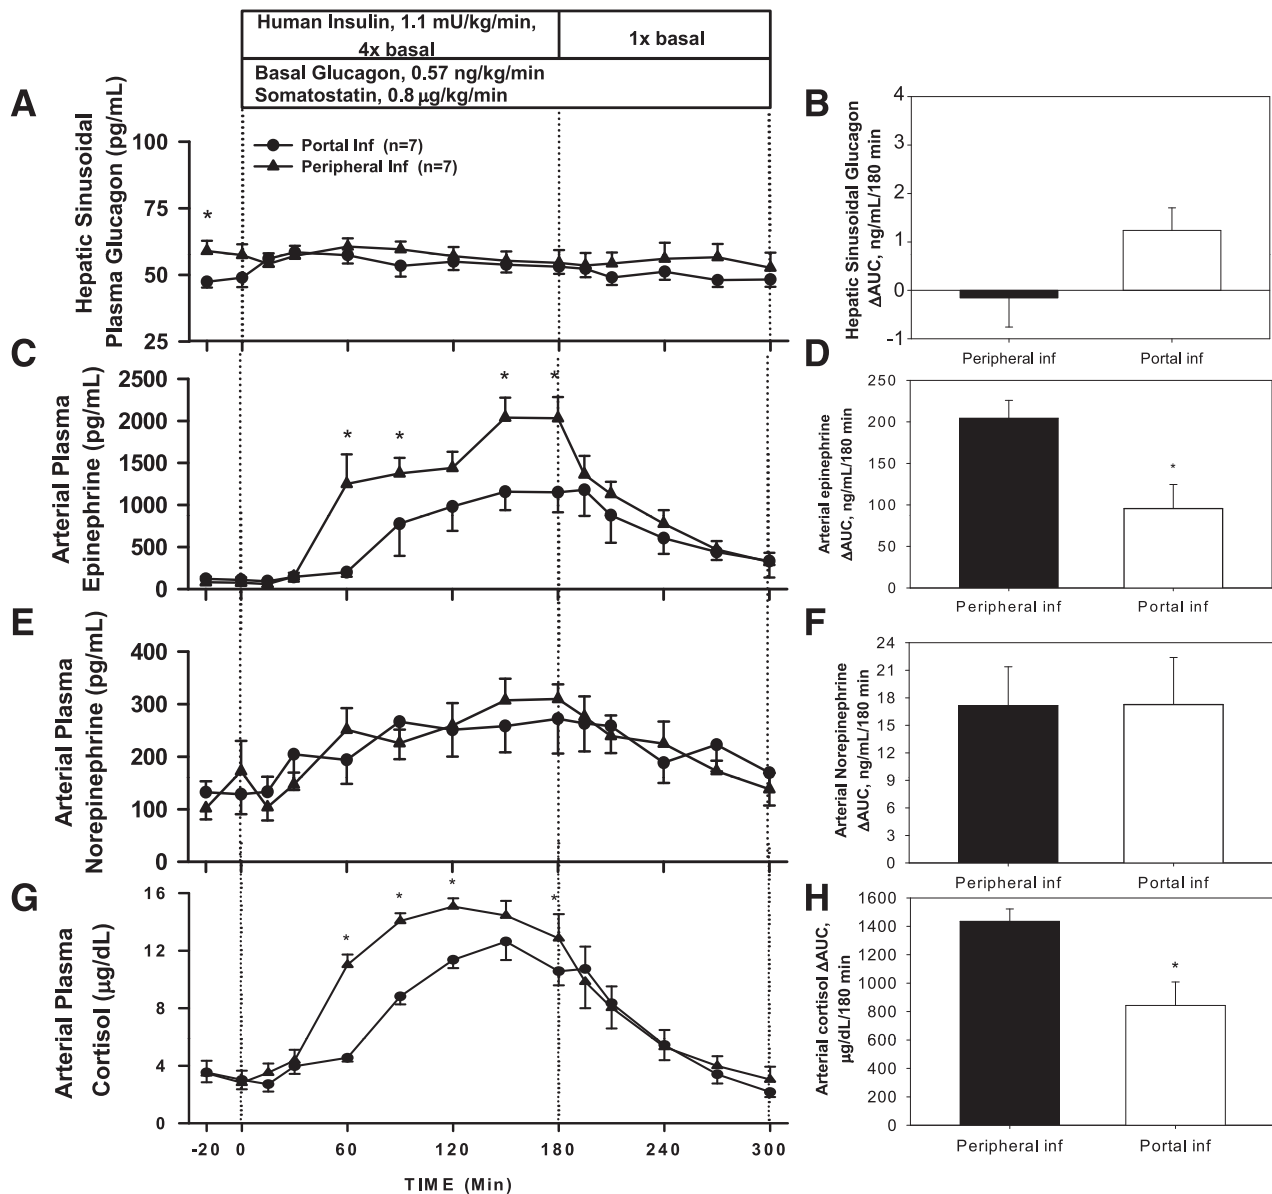 Human Insulin, 1.1 mU/kg/min,
4x basal
1x basal
Basal Glucagon, 0.57 ng/kg/min
Somatostatin, 0.8 µg/kg/min
A
Hepatic Sinusoidal
Plasma Glucagon (pg/mL)
100
75
50
25
Portal Inf (n=7)
Peripheral Inf (n=7)
*
B
Hepatic Sinusoidal Glucagon
ΔAUC, ng/mL/180 min
4
3
2
1
0
-1
Peripheral inf
Portal inf
C
Arterial Plasma
Epinephrine (pg/mL)
2500
2000
1500
1000
500
0
* * * *
D
Arterial epinephrine
ΔAUC, ng/mL/180 min
250
200
150
100
50
0
*
Peripheral inf
Portal inf
E
Arterial Plasma
Norepinephrine (pg/mL)
400
300
200
100
0
F
Arterial Norepinephrine
ΔAUC, ng/mL/180 min
24
21
18
15
12
9
6
3
0
Peripheral inf
Portal inf
G
Arterial Plasma
Cortisol (µg/dL)
16
12
8
4
0
* * * *
-20 0 60 120 180 240 300
TIME (Min)
H
Arterial cortisol ΔAUC,
µg/dL/180 min
1600
1400
1200
1000
800
600
400
200
0
*
Peripheral inf
Portal inf